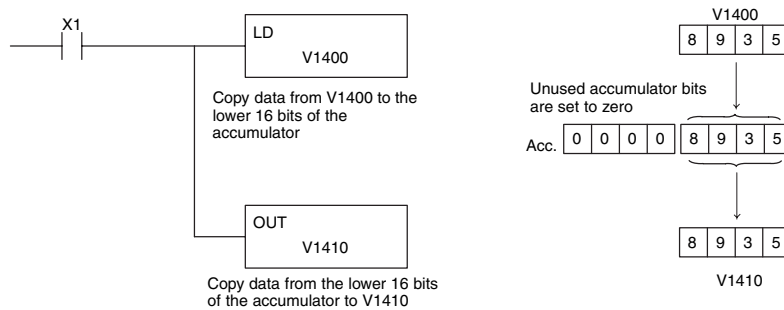 X1
LD
V1400
Copy data from V1400 to the
lower 16 bits of the
accumulator
OUT
V1410
Copy data from the lower 16 bits
of the accumulator to V1410
V1400
8 9 3 5
Unused accumulator bits
are set to zero
Acc. 0 0 0 0 8 9 3 5
8 9 3 5
V1410